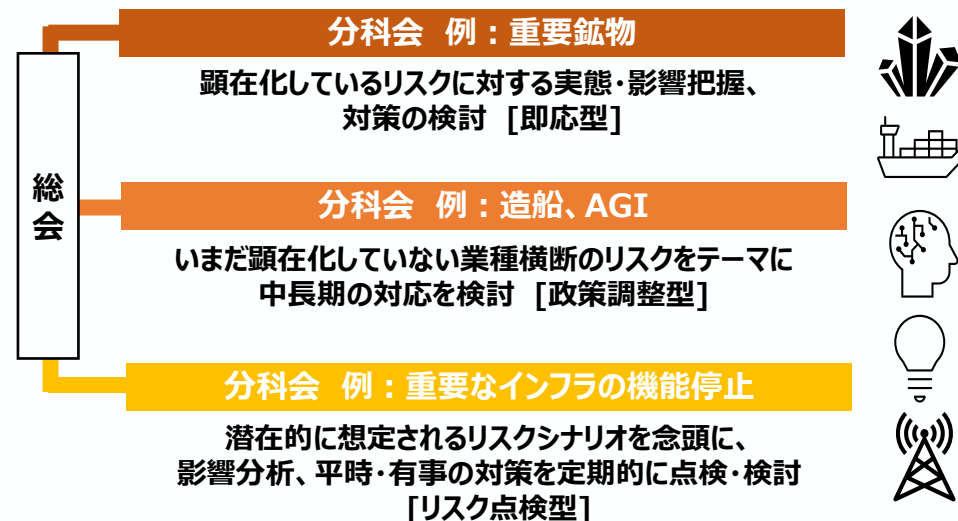 総会
分科会 例：重要鉱物
顕在化しているリスクに対する実態・影響把握、
対策の検討 [即応型]
分科会 例：造船、AGI
いまだ顕在化していない業種横断のリスクをテーマに
中長期の対応を検討 [政策調整型]
分科会 例：重要なインフラの機能停止
潜在的に想定されるリスクシナリオを念頭に、
影響分析、平時・有事の対策を定期的に点検・検討
[リスク点検型]